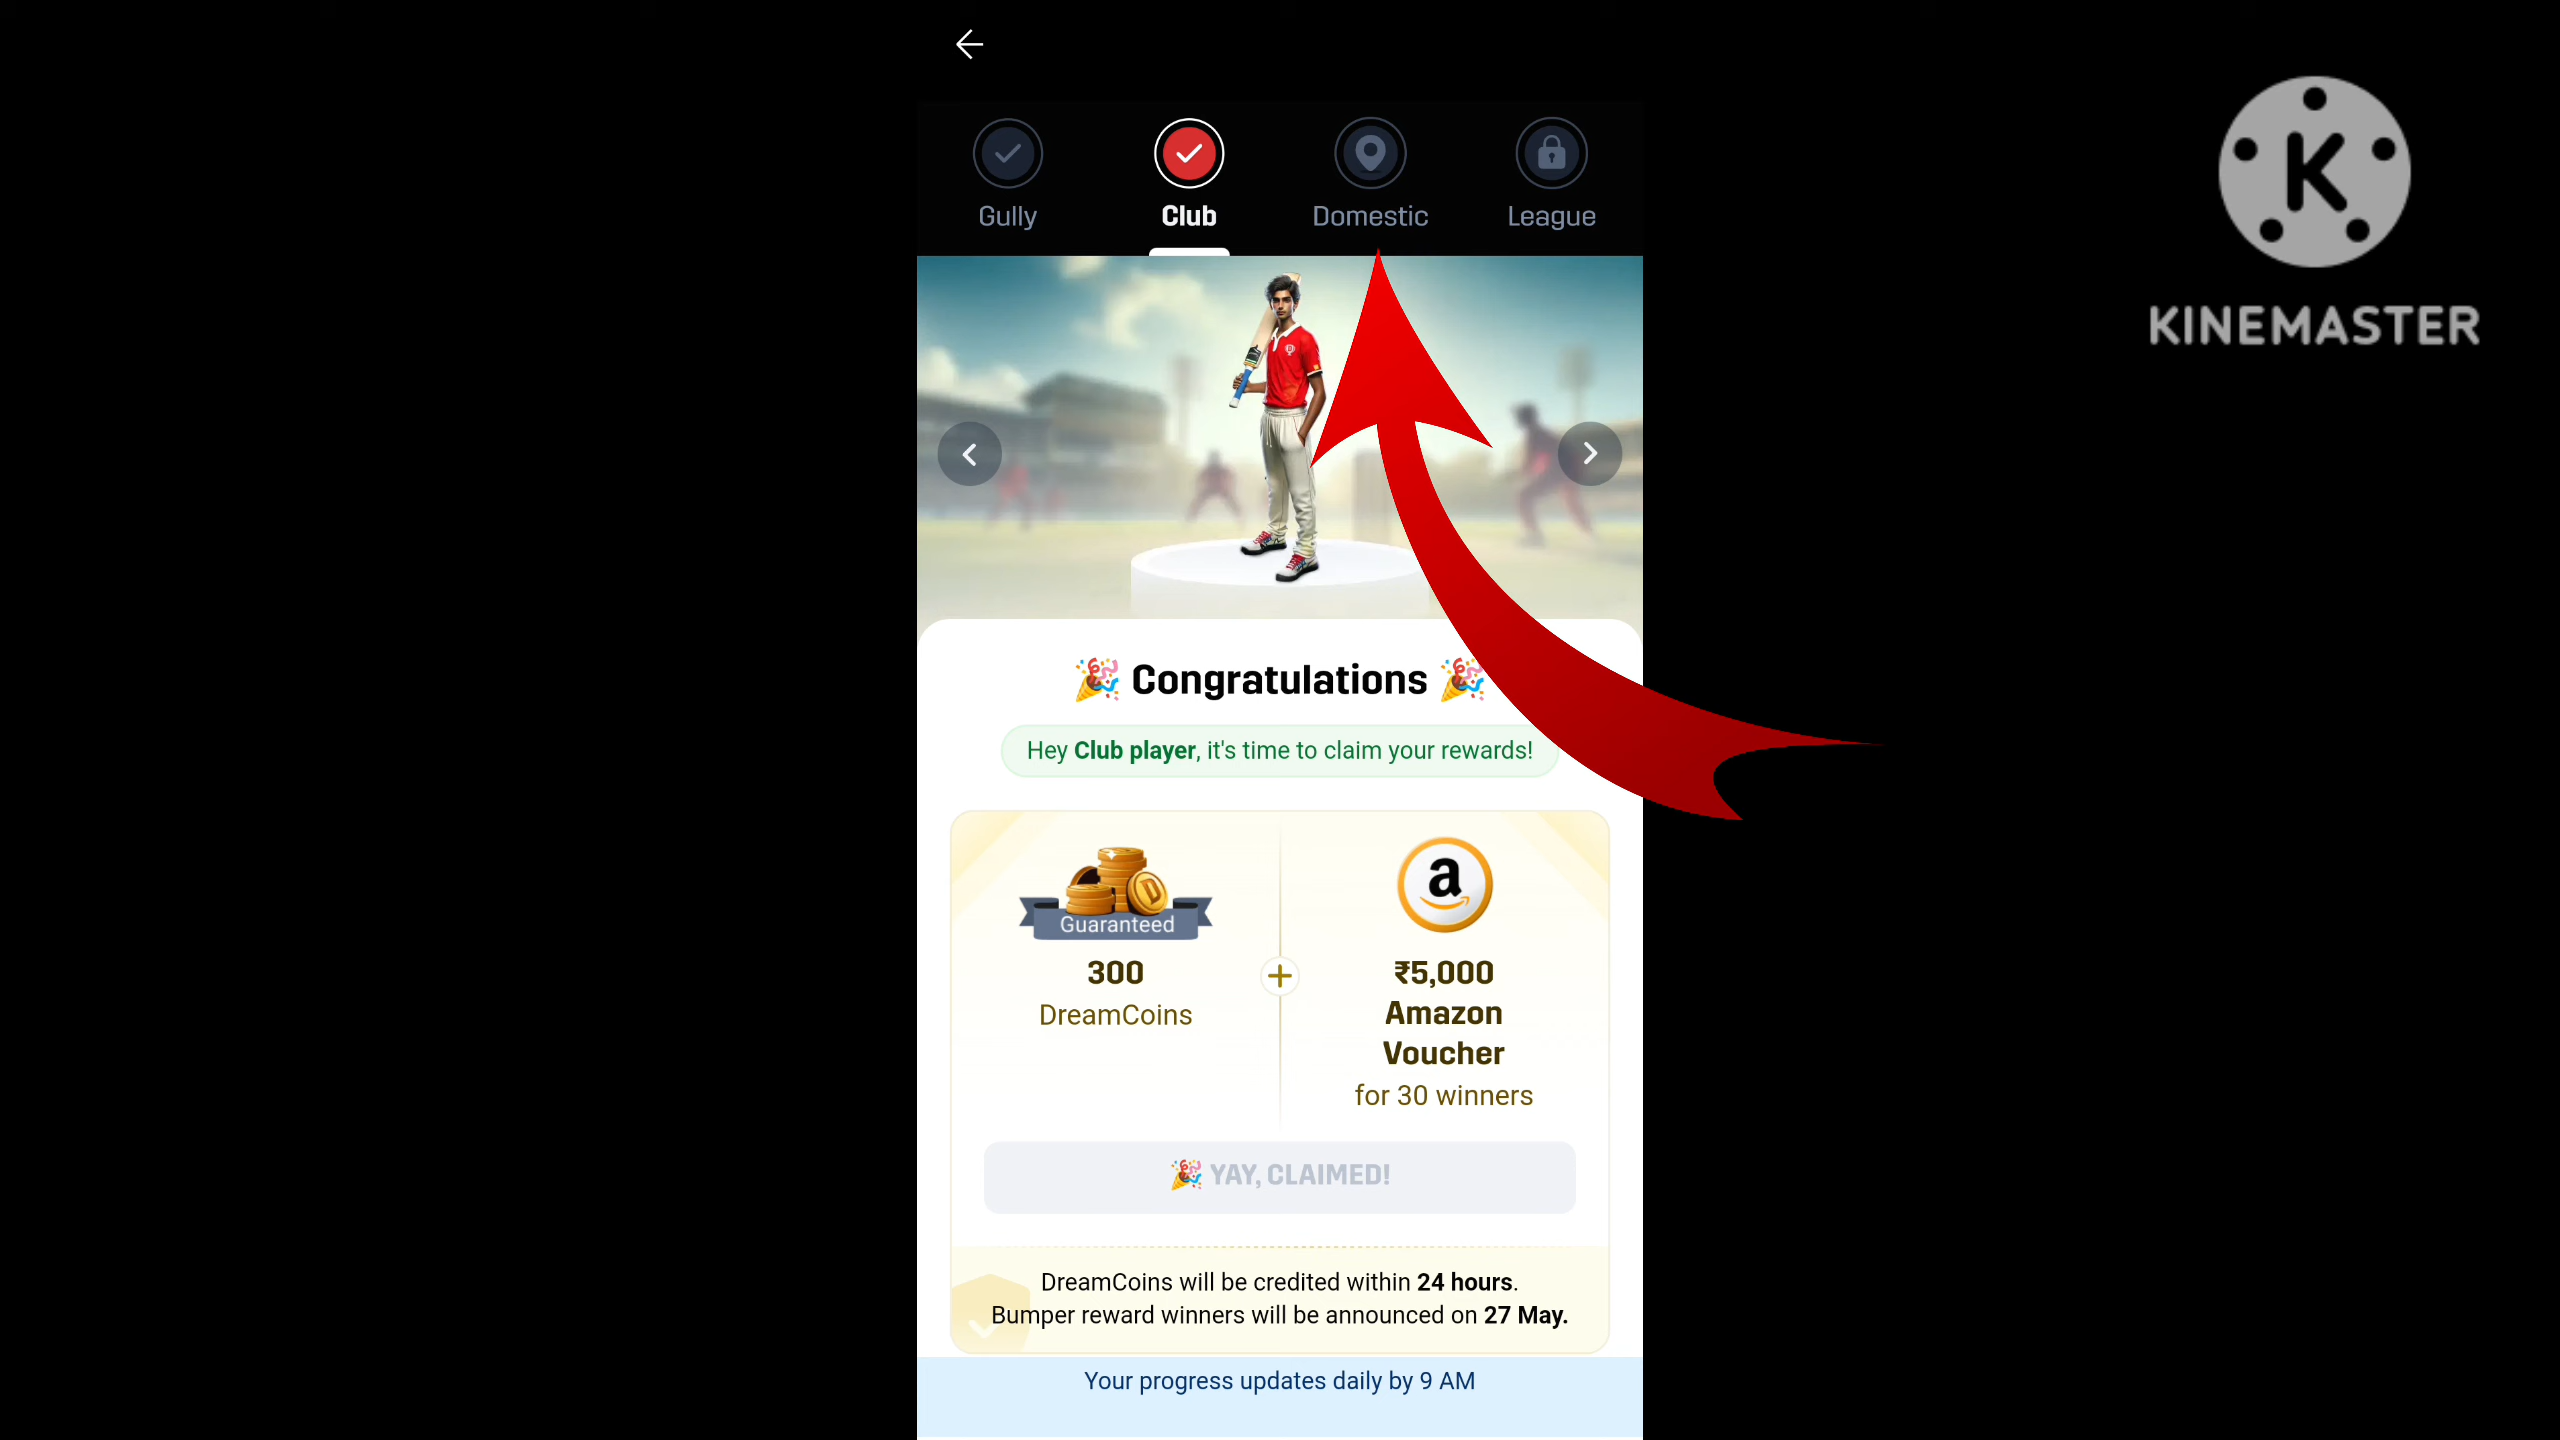 Gully
Club
Domestic
League
K
KINEMASTER
Congratulations
Hey Club player, it's time to claim your rewards!
Guaranteed
300
DreamCoins
a
₹5,000
Amazon
Voucher
for 30 winners
YAY, CLAIMED!
DreamCoins will be credited within 24 hours.
Bumper reward winners will be announced on 27 May.
Your progress updates daily by 9 AM